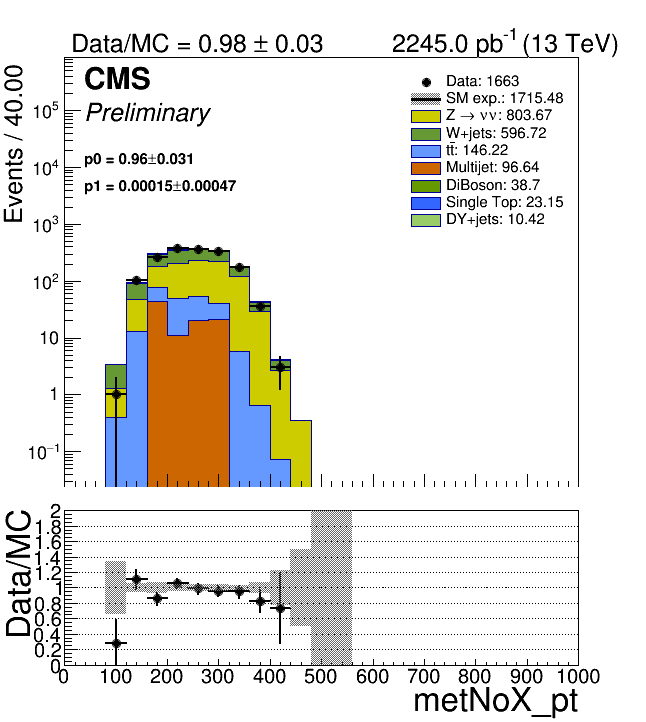 Data/MC = 0.98 ± 0.03 2245.0 pb⁻¹ (13 TeV)
CMS
Preliminary
p0 = 0.96±0.031
p1 = 0.00015±0.00047
Data: 1663
SM exp.: 1715.48
Z → νν: 803.67
W+jets: 596.72
tt̄: 146.22
Multijet: 96.64
DiBoson: 38.7
Single Top: 23.15
DY+jets: 10.42
Events / 40.00
10⁵
10⁴
10³
10²
10
1
10⁻¹
Data/MC
2
1.8
1.6
1.4
1.2
1
0.8
0.6
0.4
0.2
0
0 100 200 300 400 500 600 700 800 900 1000
metNoX_pt